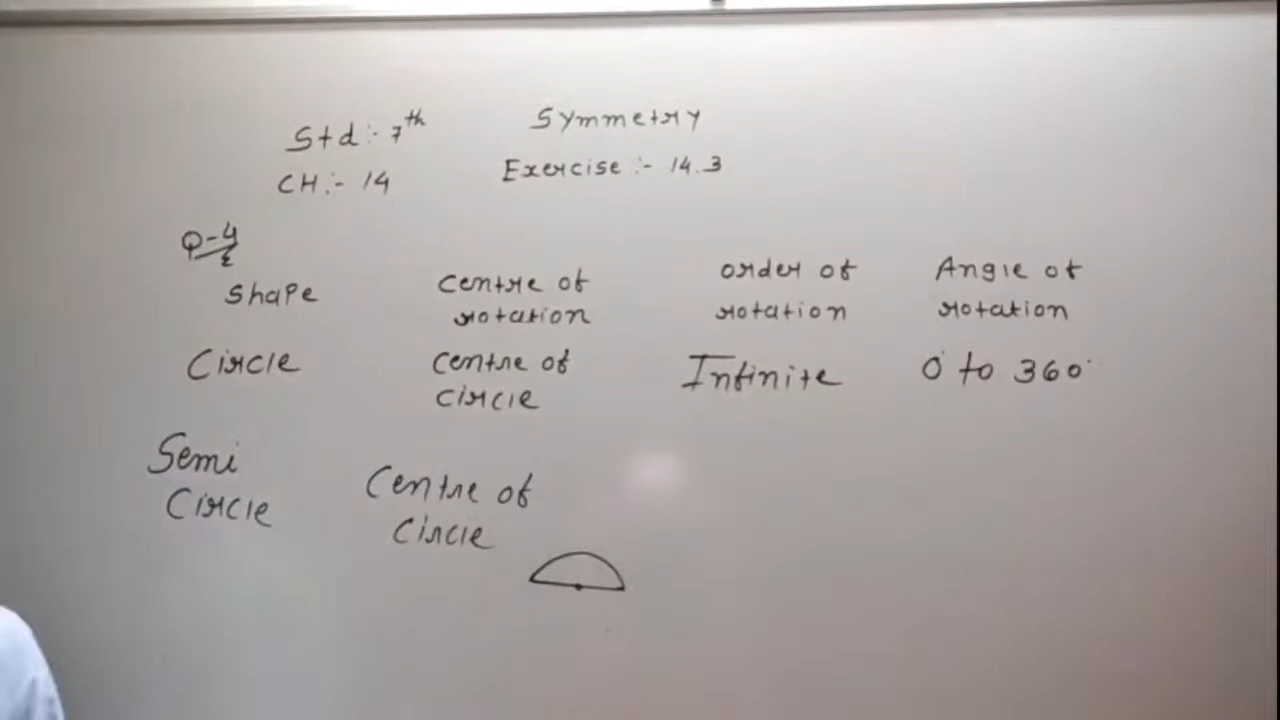 Std :- 7th Symmetry
CH :- 14 Exercise :- 14.3
Q-4
Shape Centre of rotation order of rotation Angle of rotation
Circle Centre of circle Infinite 0° to 360°
Semi Circle Centre of Circle